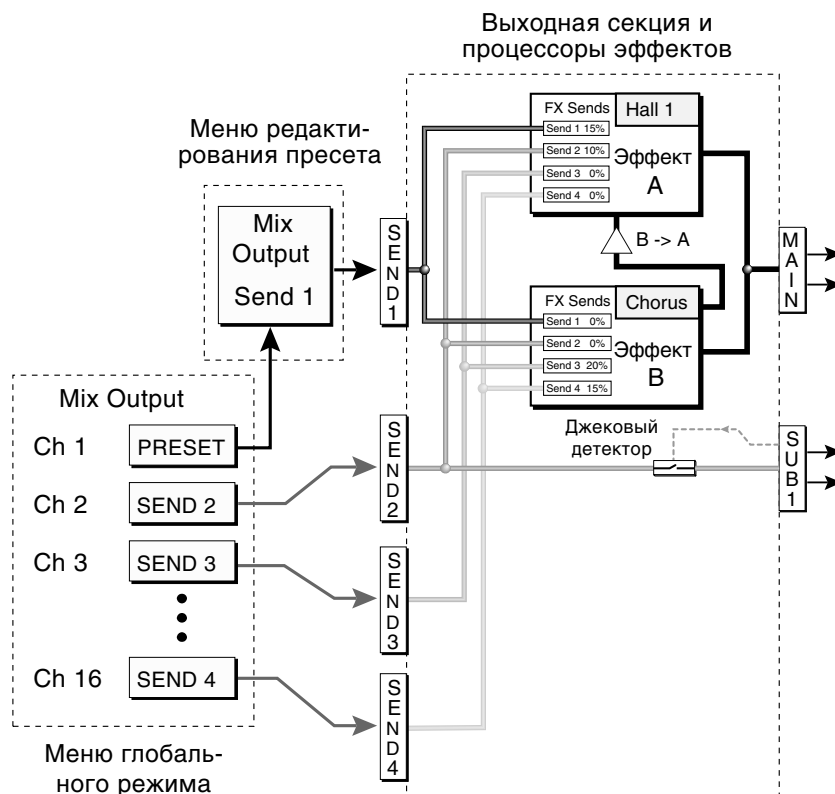 Выходная секция и
процессоры эффектов
Меню редакти-
рования пресета
Mix
Output
Send 1
SEND1
FX Sends
Hall 1
Send 1 15%
Send 2 10%
Send 3 0%
Send 4 0%
Эффект
A
B -> A
MAIN
FX Sends
Chorus
Send 1 0%
Send 2 0%
Send 3 20%
Send 4 15%
Эффект
B
Mix Output
Ch 1 PRESET
Ch 2 SEND 2
Ch 3 SEND 3
Ch 16 SEND 4
SEND2
Джековый
детектор
SUB1
SEND3
SEND4
Меню глобаль-
ного режима